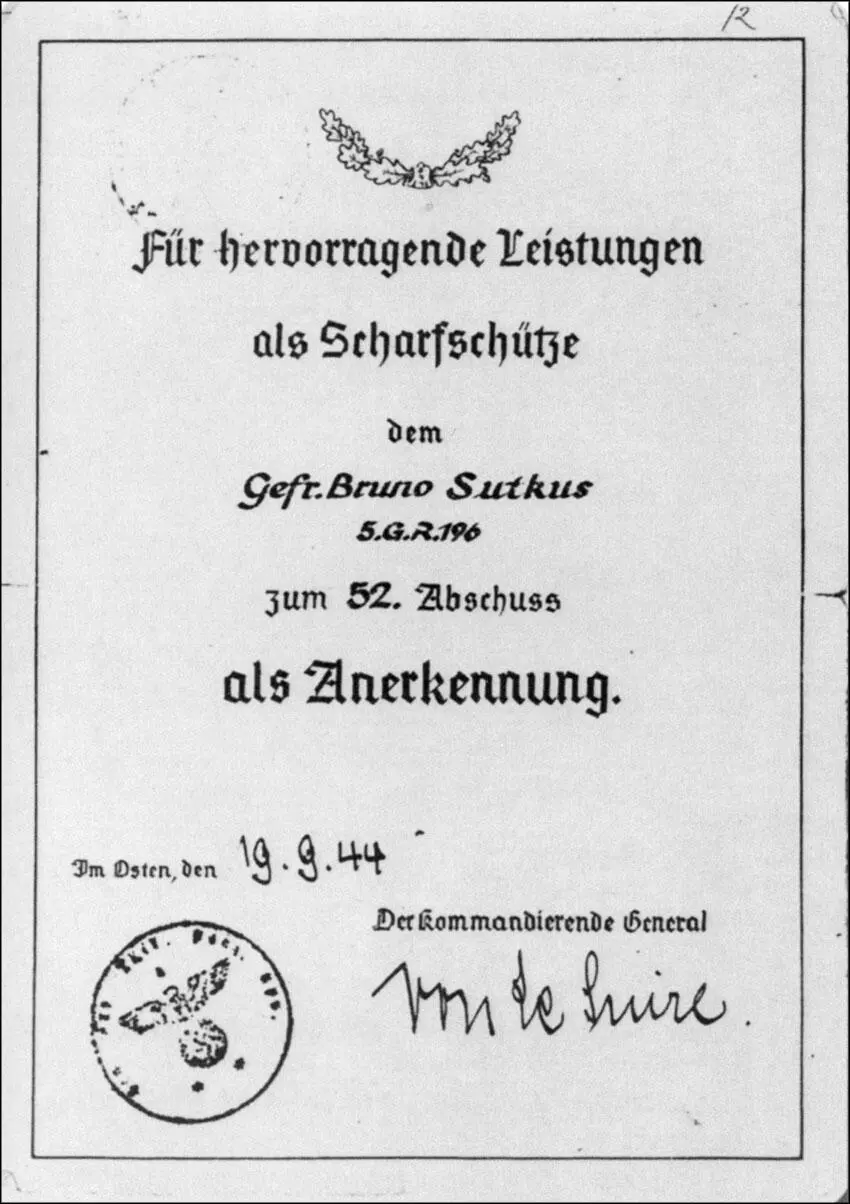 12
Für hervorragende Leistungen
als Scharfschütze
dem
Gefr. Bruno Sutkus
5.G.R.196
zum 52. Abschuss
als Anerkennung.
Im Osten, den 19.9.44
Der Kommandierende General
von Le Suire.